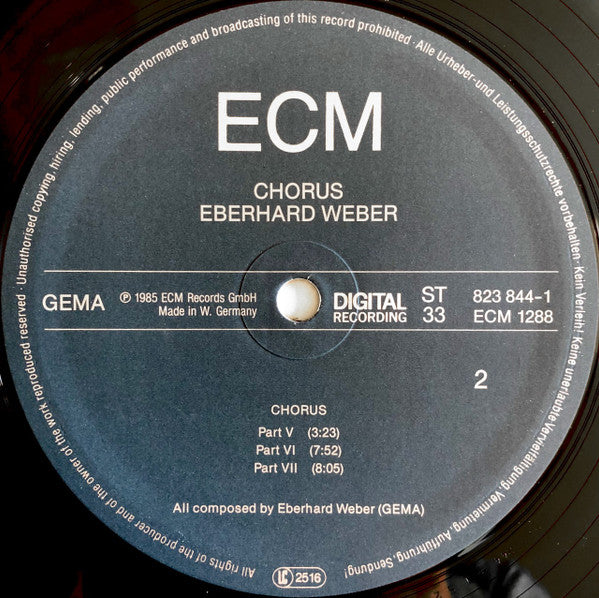 ECM
CHORUS
EBERHARD WEBER
GEMA
℗ 1985 ECM Records GmbH
Made in W. Germany
DIGITAL
RECORDING
ST
33
823 844-1
ECM 1288
2
CHORUS
Part V (3:23)
Part VI (7:52)
Part VII (8:05)
All composed by Eberhard Weber (GEMA)
LC 2516
All rights of the producer and of the owner of the work reproduced reserved · Unauthorised copying, hiring, lending, public performance and broadcasting of this record prohibited · Alle Urheber-und Leistungsschutzrechte vorbehalten · Kein Verleih! Keine unerlaubte Vervielfältigung, Vermietung, Aufführung, Sendung!